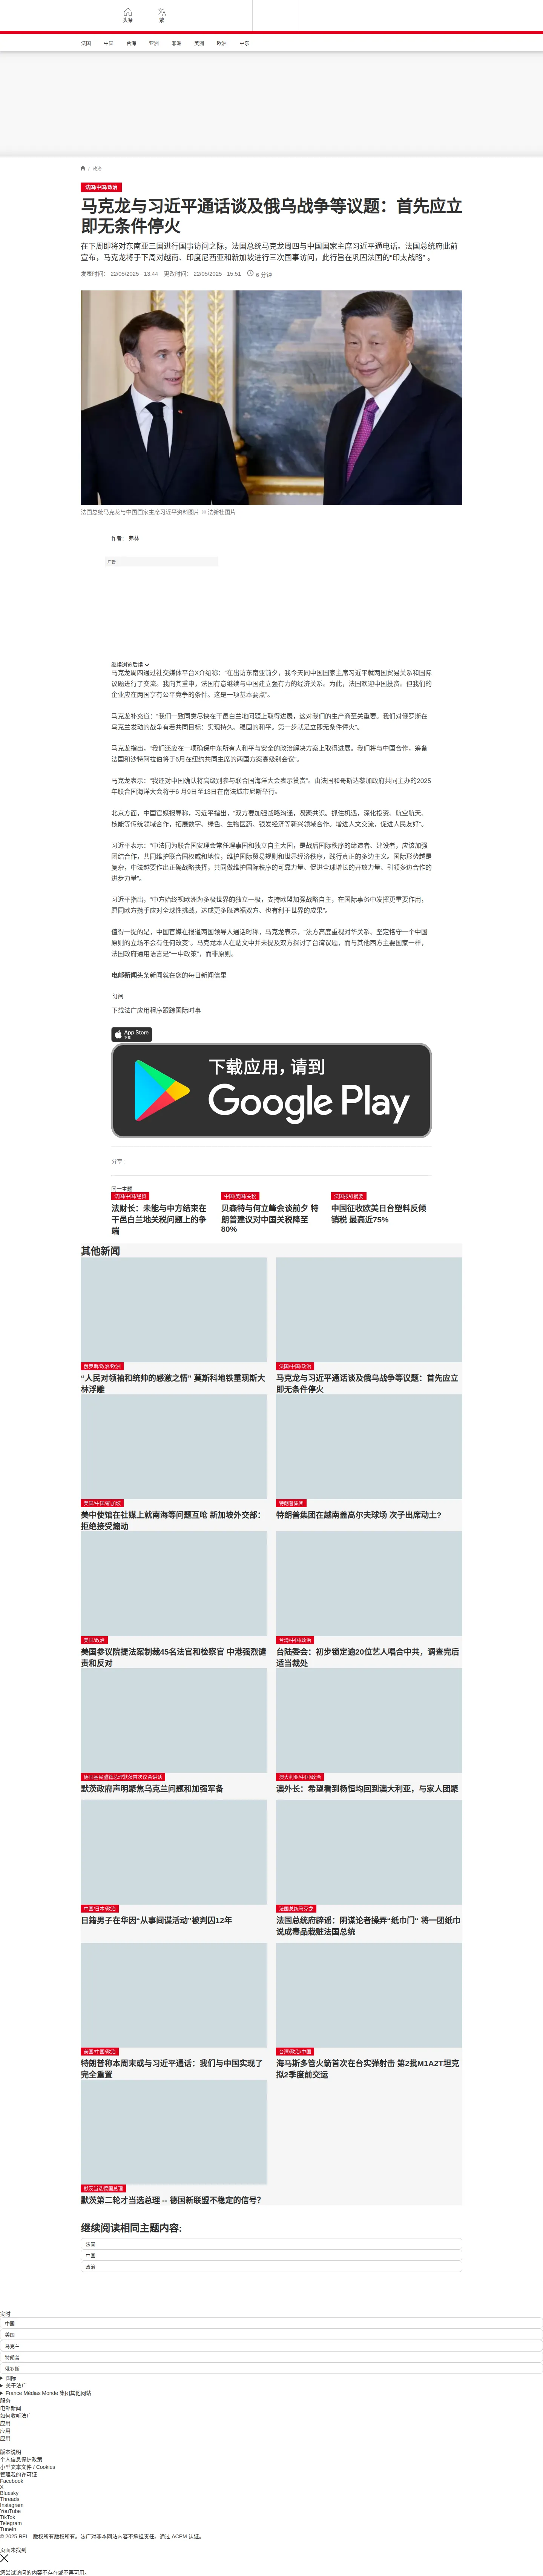 头条
繁
法国 中国 台海 亚洲 非洲 美洲 欧洲 中东
/ 政治
法国/中国/政治
马克龙与习近平通话谈及俄乌战争等议题：首先应立
即无条件停火
在下周即将对东南亚三国进行国事访问之际，法国总统马克龙周四与中国国家主席习近平通电话。法国总统府此前
宣布，马克龙将于下周对越南、印度尼西亚和新加坡进行三次国事访问，此行旨在巩固法国的“印太战略” 。
发表时间： 22/05/2025 - 13:44 更改时间： 22/05/2025 - 15:51 6 分钟
法国总统马克龙与中国国家主席习近平资料图片 © 法新社图片
作者： 弗林
广告
继续浏览后续
马克龙周四通过社交媒体平台X介绍称：“在出访东南亚前夕，我今天同中国国家主席习近平就两国贸易关系和国际
议题进行了交流。我向其重申，法国有意继续与中国建立强有力的经济关系。为此，法国欢迎中国投资。但我们的
企业应在两国享有公平竞争的条件。这是一项基本要点”。
马克龙补充道：“我们一致同意尽快在干邑白兰地问题上取得进展，这对我们的生产商至关重要。我们对俄罗斯在
乌克兰发动的战争有着共同目标：实现持久、稳固的和平。第一步就是立即无条件停火”。
马克龙指出，“我们还应在一项确保中东所有人和平与安全的政治解决方案上取得进展。我们将与中国合作，筹备
法国和沙特阿拉伯将于6月在纽约共同主席的两国方案高级别会议”。
马克龙表示：“我还对中国确认将高级别参与联合国海洋大会表示赞赏”。由法国和哥斯达黎加政府共同主办的2025
年联合国海洋大会将于6 月9日至13日在南法城市尼斯举行。
北京方面，中国官媒报导称，习近平指出，“双方要加强战略沟通，凝聚共识。抓住机遇，深化投资、航空航天、
核能等传统领域合作，拓展数字、绿色、生物医药、银发经济等新兴领域合作。增进人文交流，促进人民友好”。
习近平表示：“中法同为联合国安理会常任理事国和独立自主大国，是战后国际秩序的缔造者、建设者，应该加强
团结合作，共同维护联合国权威和地位，维护国际贸易规则和世界经济秩序，践行真正的多边主义。国际形势越是
复杂，中法越要作出正确战略抉择，共同做维护国际秩序的可靠力量、促进全球增长的开放力量、引领多边合作的
进步力量”。
习近平指出，“中方始终视欧洲为多极世界的独立一极，支持欧盟加强战略自主，在国际事务中发挥更重要作用，
愿同欧方携手应对全球性挑战，达成更多既造福双方、也有利于世界的成果”。
值得一提的是，中国官媒在报道两国领导人通话时称，马克龙表示，“法方高度重视对华关系、坚定恪守一个中国
原则的立场不会有任何改变”。马克龙本人在贴文中并未提及双方探讨了台湾议题，而与其他西方主要国家一样，
法国政府通用语言是“一中政策”，而非原则。
电邮新闻头条新闻就在您的每日新闻信里
订阅
下载法广应用程序跟踪国际时事
App Store
下载
下载应用，请到
Google Play
分享 :
同一主题
法国/中国/经贸
法财长：未能与中方结束在
干邑白兰地关税问题上的争
端
中国/美国/关税
贝森特与何立峰会谈前夕 特
朗普建议对中国关税降至
80%
法国报纸摘要
中国征收欧美日台塑料反倾
销税 最高近75%
其他新闻
俄罗斯/政治/欧洲
“人民对领袖和统帅的感激之情” 莫斯科地铁重现斯大
林浮雕
法国/中国/政治
马克龙与习近平通话谈及俄乌战争等议题：首先应立
即无条件停火
美国/中国/新加坡
美中使馆在社媒上就南海等问题互呛 新加坡外交部：
拒绝接受煽动
特朗普集团
特朗普集团在越南盖高尔夫球场 次子出席动土?
美国/政治
美国参议院提法案制裁45名法官和检察官 中港强烈谴
责和反对
台湾/中国/政治
台陆委会：初步锁定逾20位艺人唱合中共，调查完后
适当裁处
德国基民盟籍总理默茨首次议会讲话
默茨政府声明聚焦乌克兰问题和加强军备
澳大利亚/中国/政治
澳外长：希望看到杨恒均回到澳大利亚，与家人团聚
中国/日本/政治
日籍男子在华因“从事间谍活动”被判囚12年
法国总统马克龙
法国总统府辟谣：阴谋论者操弄“纸巾门” 将一团纸巾
说成毒品栽赃法国总统
美国/中国/政治
特朗普称本周末或与习近平通话：我们与中国实现了
完全重置
台湾/政治/中国
海马斯多管火箭首次在台实弹射击 第2批M1A2T坦克
拟2季度前交运
默茨当选德国总理
默茨第二轮才当选总理 -- 德国新联盟不稳定的信号？
继续阅读相同主题内容:
法国
中国
政治
实时
中国
美国
乌克兰
特朗普
俄罗斯
国际
关于法广
France Médias Monde 集团其他网站
服务
电邮新闻
如何收听法广
应用
应用
应用
版本说明
个人信息保护政策
小型文本文件 / Cookies
管理我的许可证
Facebook
X
Bluesky
Threads
Instagram
YouTube
TikTok
Telegram
TuneIn
© 2025 RFI – 版权所有版权所有。法广对非本网站内容不承担责任。通过 ACPM 认证。
页面未找到
您尝试访问的内容不存在或不再可用。